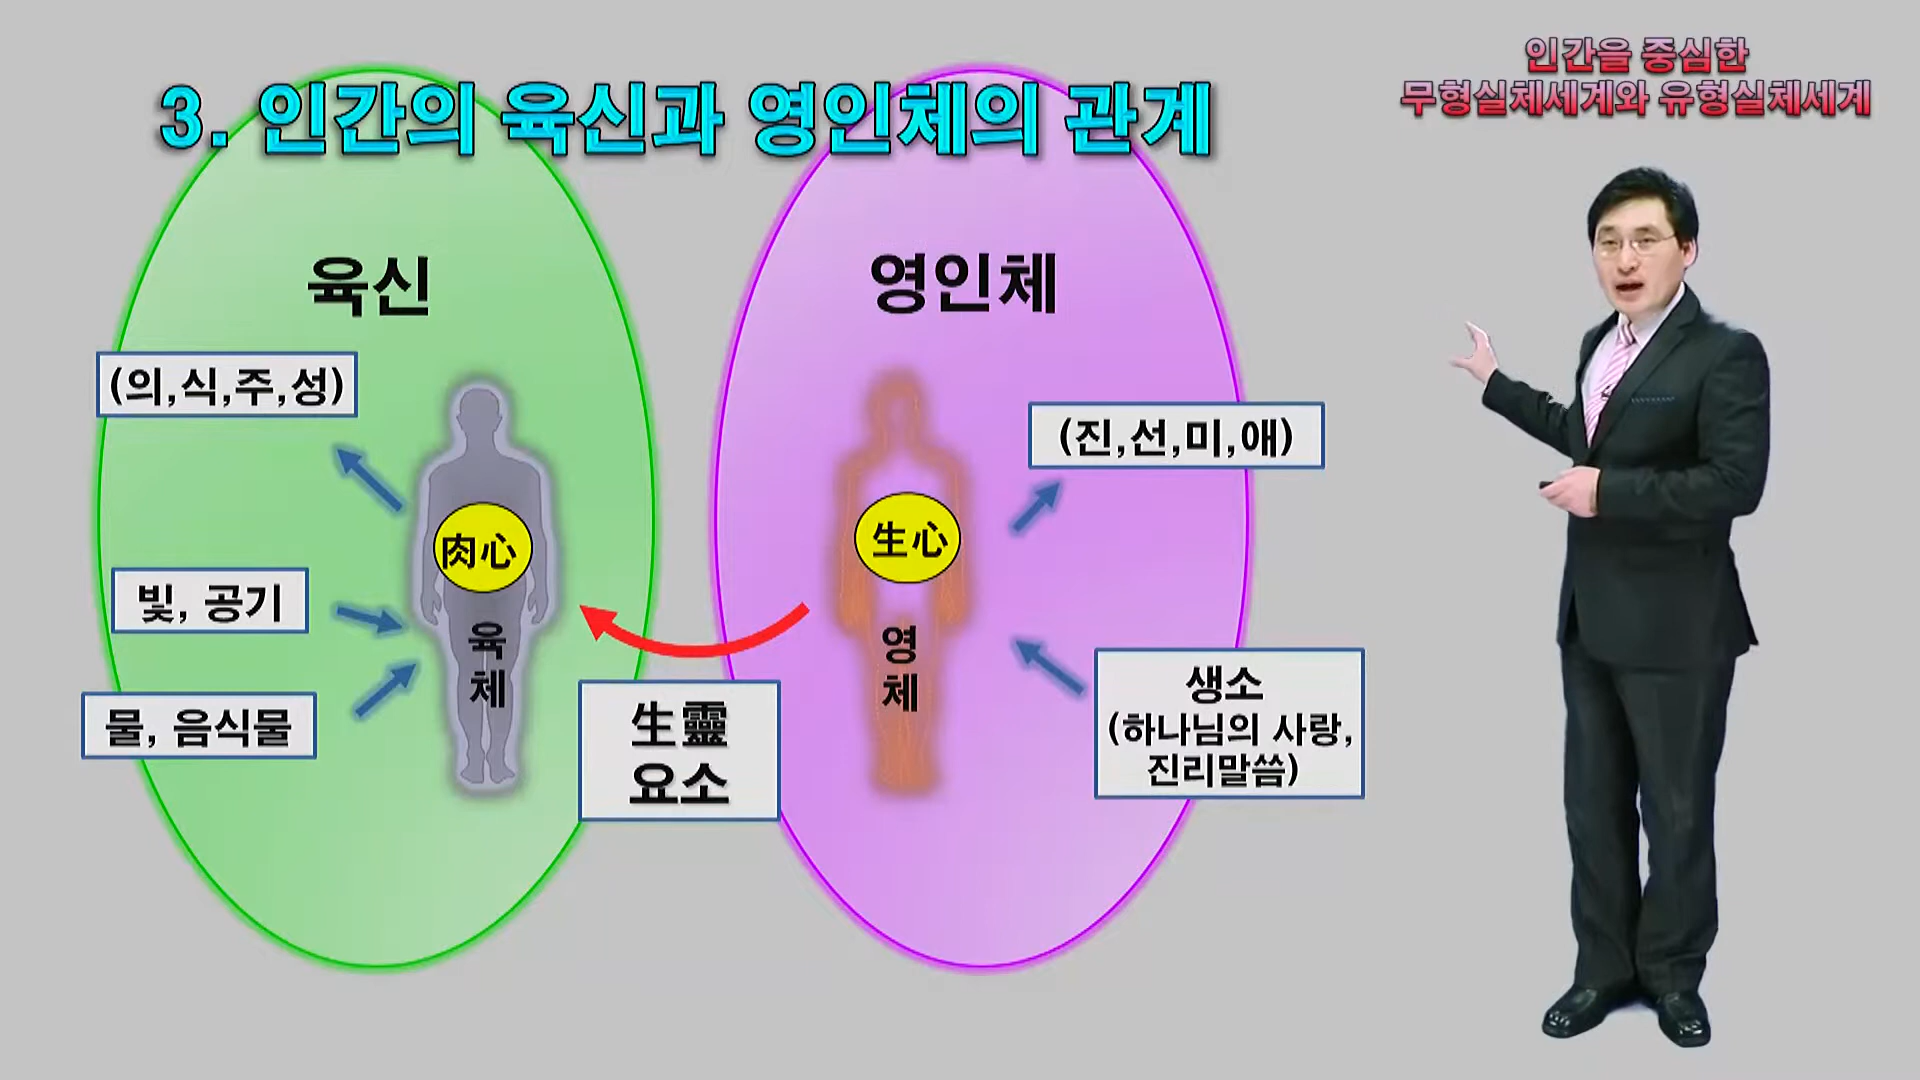 인간을 중심한
무형실체세계와 유형실체세계
3. 인간의 육신과 영인체의 관계
육신
영인체
(의,식,주,성)
(진,선,미,애)
肉心
生心
빛, 공기
육체
영체
물, 음식물
生靈
요소
생소
(하나님의 사랑,
진리말씀)